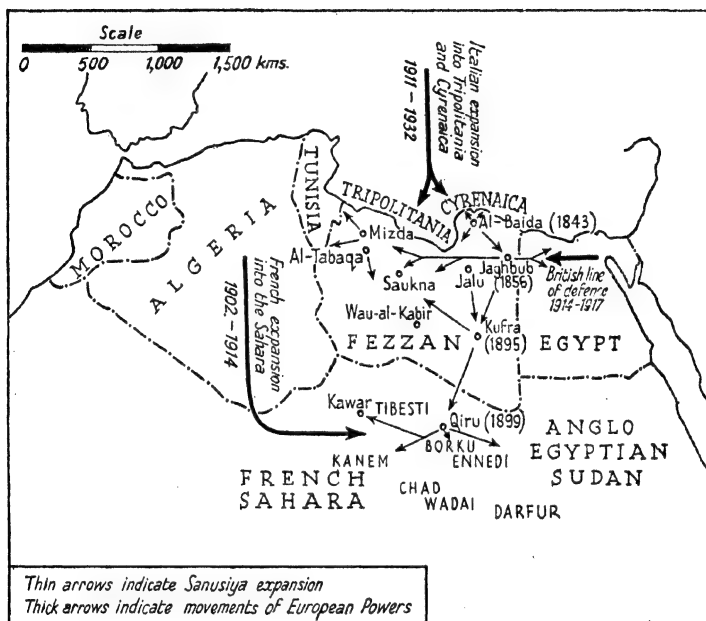 Scale
0 500 1,000 1,500 kms.
Italian expansion
into Tripolitania
and Cyrenaica
1911 – 1932
MOROCCO
ALGERIA
TUNISIA
TRIPOLITANIA
CYRENAICA
Al-Baida (1843)
Mizda
Al-Tabaqa
Saukna
Jalu
Jaghbub
(1856)
British line
of defence
1914-1917
French expansion
into the Sahara
1902–1914
Wau-al-Kabir
Kufra
(1895)
FEZZAN
EGYPT
Kawar
TIBESTI
Qiru (1899)
BORKU
ENNEDI
KANEM
ANGLO
EGYPTIAN
SUDAN
FRENCH
SAHARA
CHAD
WADAI
DARFUR
Thin arrows indicate Sanusiya expansion
Thick arrows indicate movements of European Powers